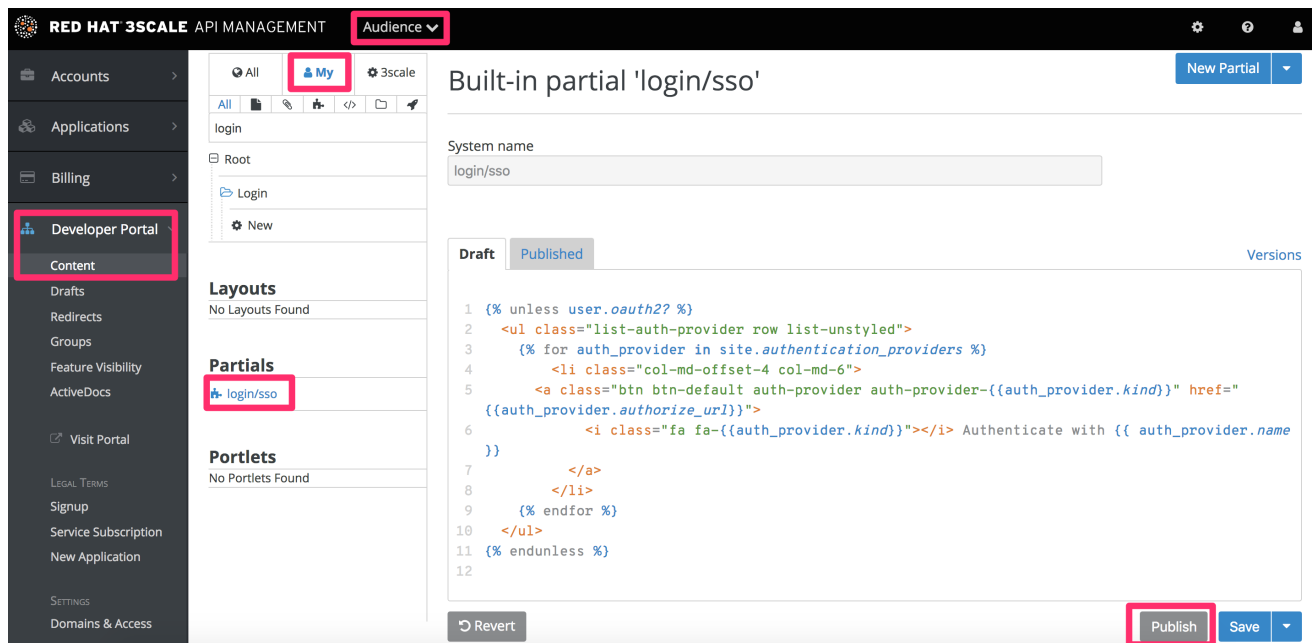 RED HAT 3SCALE API MANAGEMENT
Audience
Accounts
Applications
Billing
Developer Portal
Content
Drafts
Redirects
Groups
Feature Visibility
ActiveDocs
Visit Portal
LEGAL TERMS
Signup
Service Subscription
New Application
SETTINGS
Domains & Access
All
My
3scale
All
login
Root
Login
New
Layouts
No Layouts Found
Partials
login/sso
Portlets
No Portlets Found
Built-in partial 'login/sso'
New Partial
System name
login/sso
Draft
Published
Versions
1 {% unless user.oauth2? %}
2 <ul class="list-auth-provider row list-unstyled">
3 {% for auth_provider in site.authentication_providers %}
4 <li class="col-md-offset-4 col-md-6">
5 <a class="btn btn-default auth-provider auth-provider-{{auth_provider.kind}}" href="
{{auth_provider.authorize_url}}">
6 <i class="fa fa-{{auth_provider.kind}}"></i> Authenticate with {{ auth_provider.name
}}
7 </a>
8 </li>
9 {% endfor %}
10 </ul>
11 {% endunless %}
12
Revert
Publish
Save